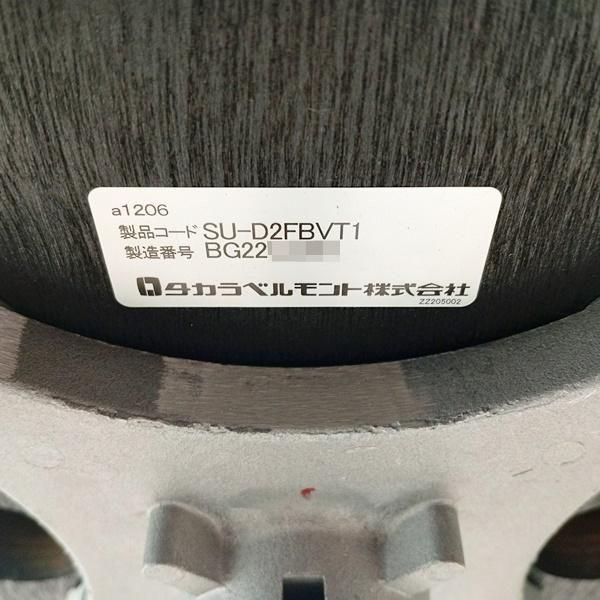 a1206
製品コード SU-D2FBVT1
製造番号 BG22
タカラベルモント株式会社
ZZ205002